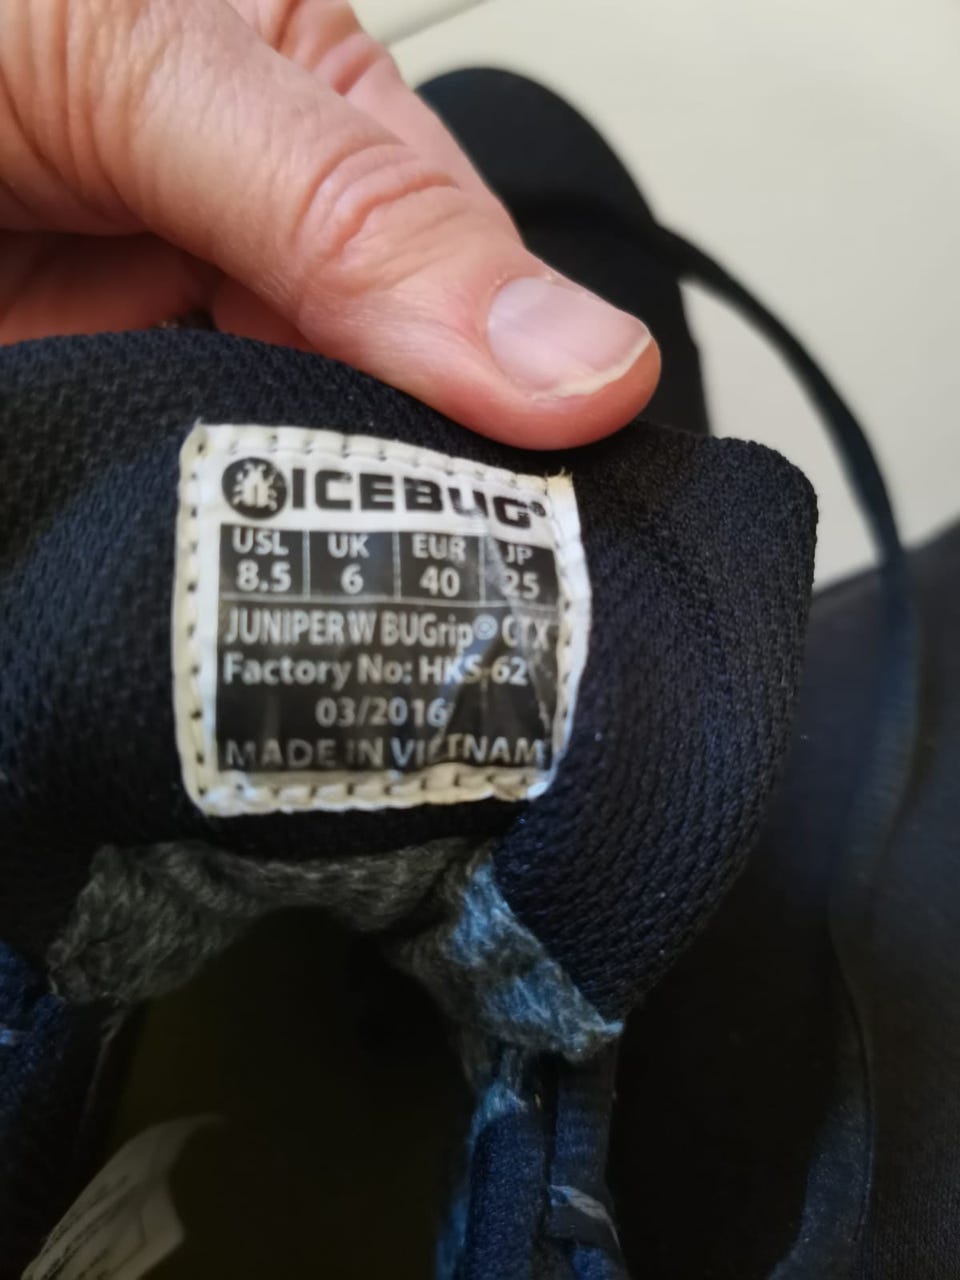 ICEBUG®
USL UK EUR JP
8.5 6 40 25
JUNIPER W BUGrip® CTX
Factory No: HKS-62
03/2016
MADE IN VIETNAM